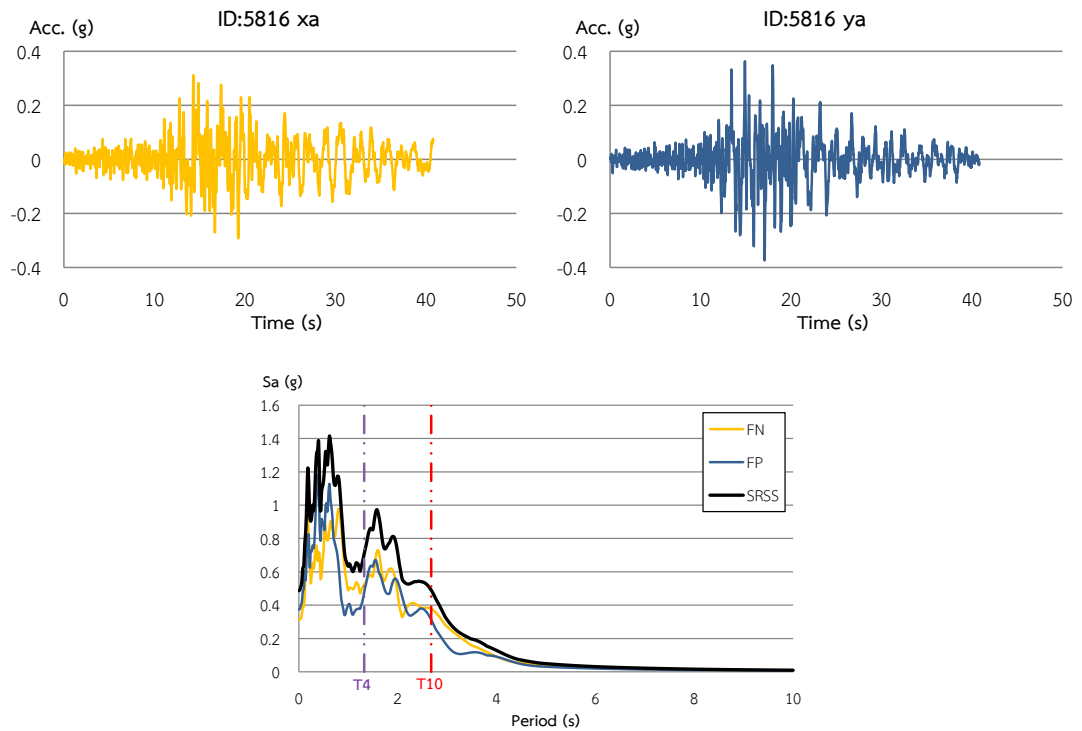 ID:5816 xa
Acc. (g)
0.4
0.2
0
-0.2
-0.4
0 10 20 30 40 50
Time (s)
ID:5816 ya
Acc. (g)
0.4
0.2
0
-0.2
-0.4
0 10 20 30 40 50
Time (s)
Sa (g)
1.6
1.4
1.2
1
0.8
0.6
0.4
0.2
0
FN
FP
SRSS
T4 T10
0 2 4 6 8 10
Period (s)